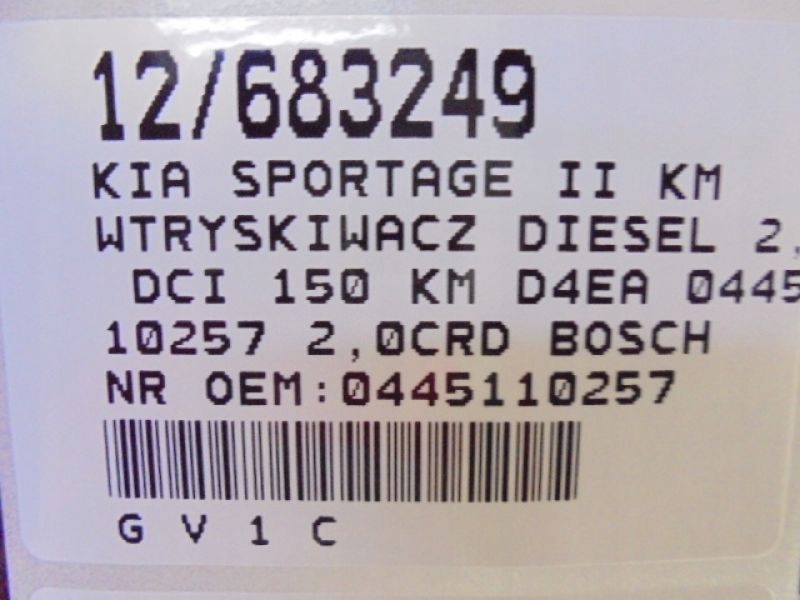 12/683249
KIA SPORTAGE II KM
WTRYSKIWACZ DIESEL 2,
DCI 150 KM D4EA 0445
10257 2,0CRD BOSCH
NR OEM:0445110257
GV1C